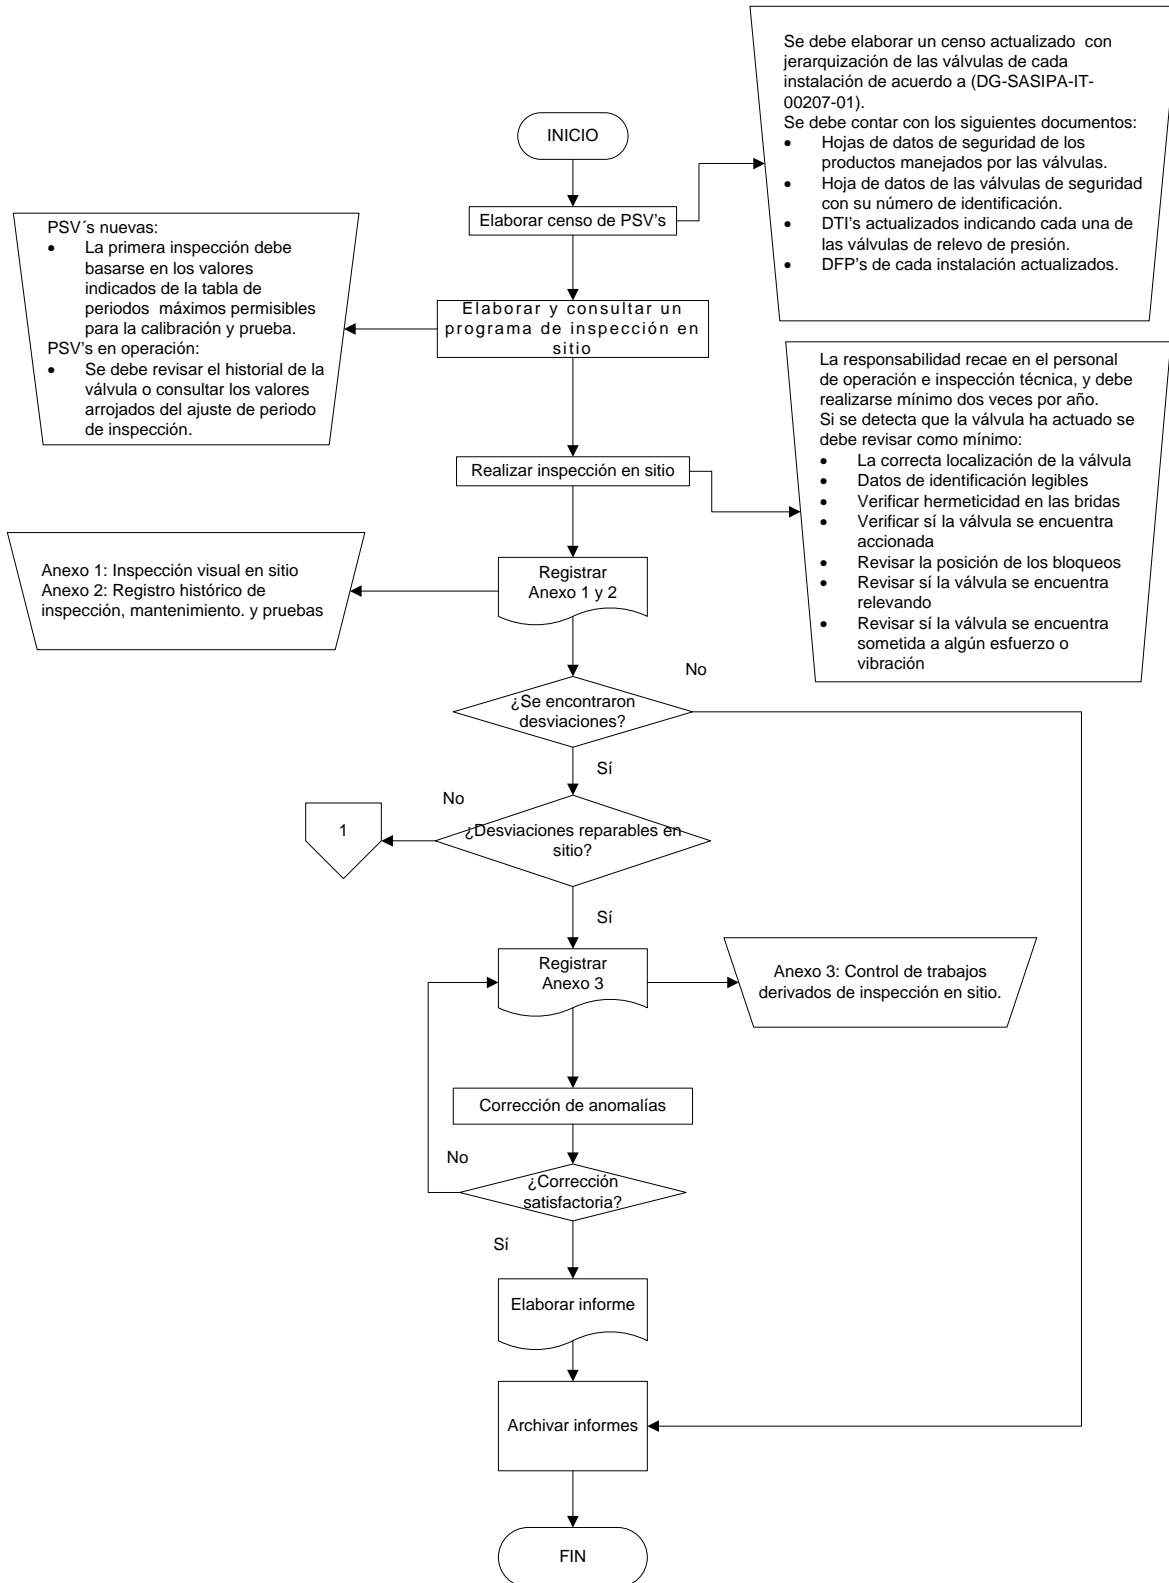 Se debe elaborar un censo actualizado con
jerarquización de las válvulas de cada
instalación de acuerdo a (DG-SASIPA-IT-
00207-01).
Se debe contar con los siguientes documentos:
• Hojas de datos de seguridad de los
productos manejados por las válvulas.
• Hoja de datos de las válvulas de seguridad
con su número de identificación.
• DTI's actualizados indicando cada una de
las válvulas de relevo de presión.
• DFP's de cada instalación actualizados.
INICIO
Elaborar censo de PSV's
PSV´s nuevas:
• La primera inspección debe
basarse en los valores
indicados de la tabla de
periodos máximos permisibles
para la calibración y prueba.
PSV's en operación:
• Se debe revisar el historial de la
válvula o consultar los valores
arrojados del ajuste de periodo
de inspección.
Elaborar y consultar un
programa de inspección en
sitio
La responsabilidad recae en el personal
de operación e inspección técnica, y debe
realizarse mínimo dos veces por año.
Si se detecta que la válvula ha actuado se
debe revisar como mínimo:
• La correcta localización de la válvula
• Datos de identificación legibles
• Verificar hermeticidad en las bridas
• Verificar sí la válvula se encuentra
accionada
• Revisar la posición de los bloqueos
• Revisar sí la válvula se encuentra
relevando
• Revisar sí la válvula se encuentra
sometida a algún esfuerzo o
vibración
Realizar inspección en sitio
Anexo 1: Inspección visual en sitio
Anexo 2: Registro histórico de
inspección, mantenimiento. y pruebas
Registrar
Anexo 1 y 2
No
¿Se encontraron
desviaciones?
Sí
No
1
¿Desviaciones reparables en
sitio?
Sí
Registrar
Anexo 3
Anexo 3: Control de trabajos
derivados de inspección en sitio.
Corrección de anomalías
No
¿Corrección
satisfactoria?
Sí
Elaborar informe
Archivar informes
FIN